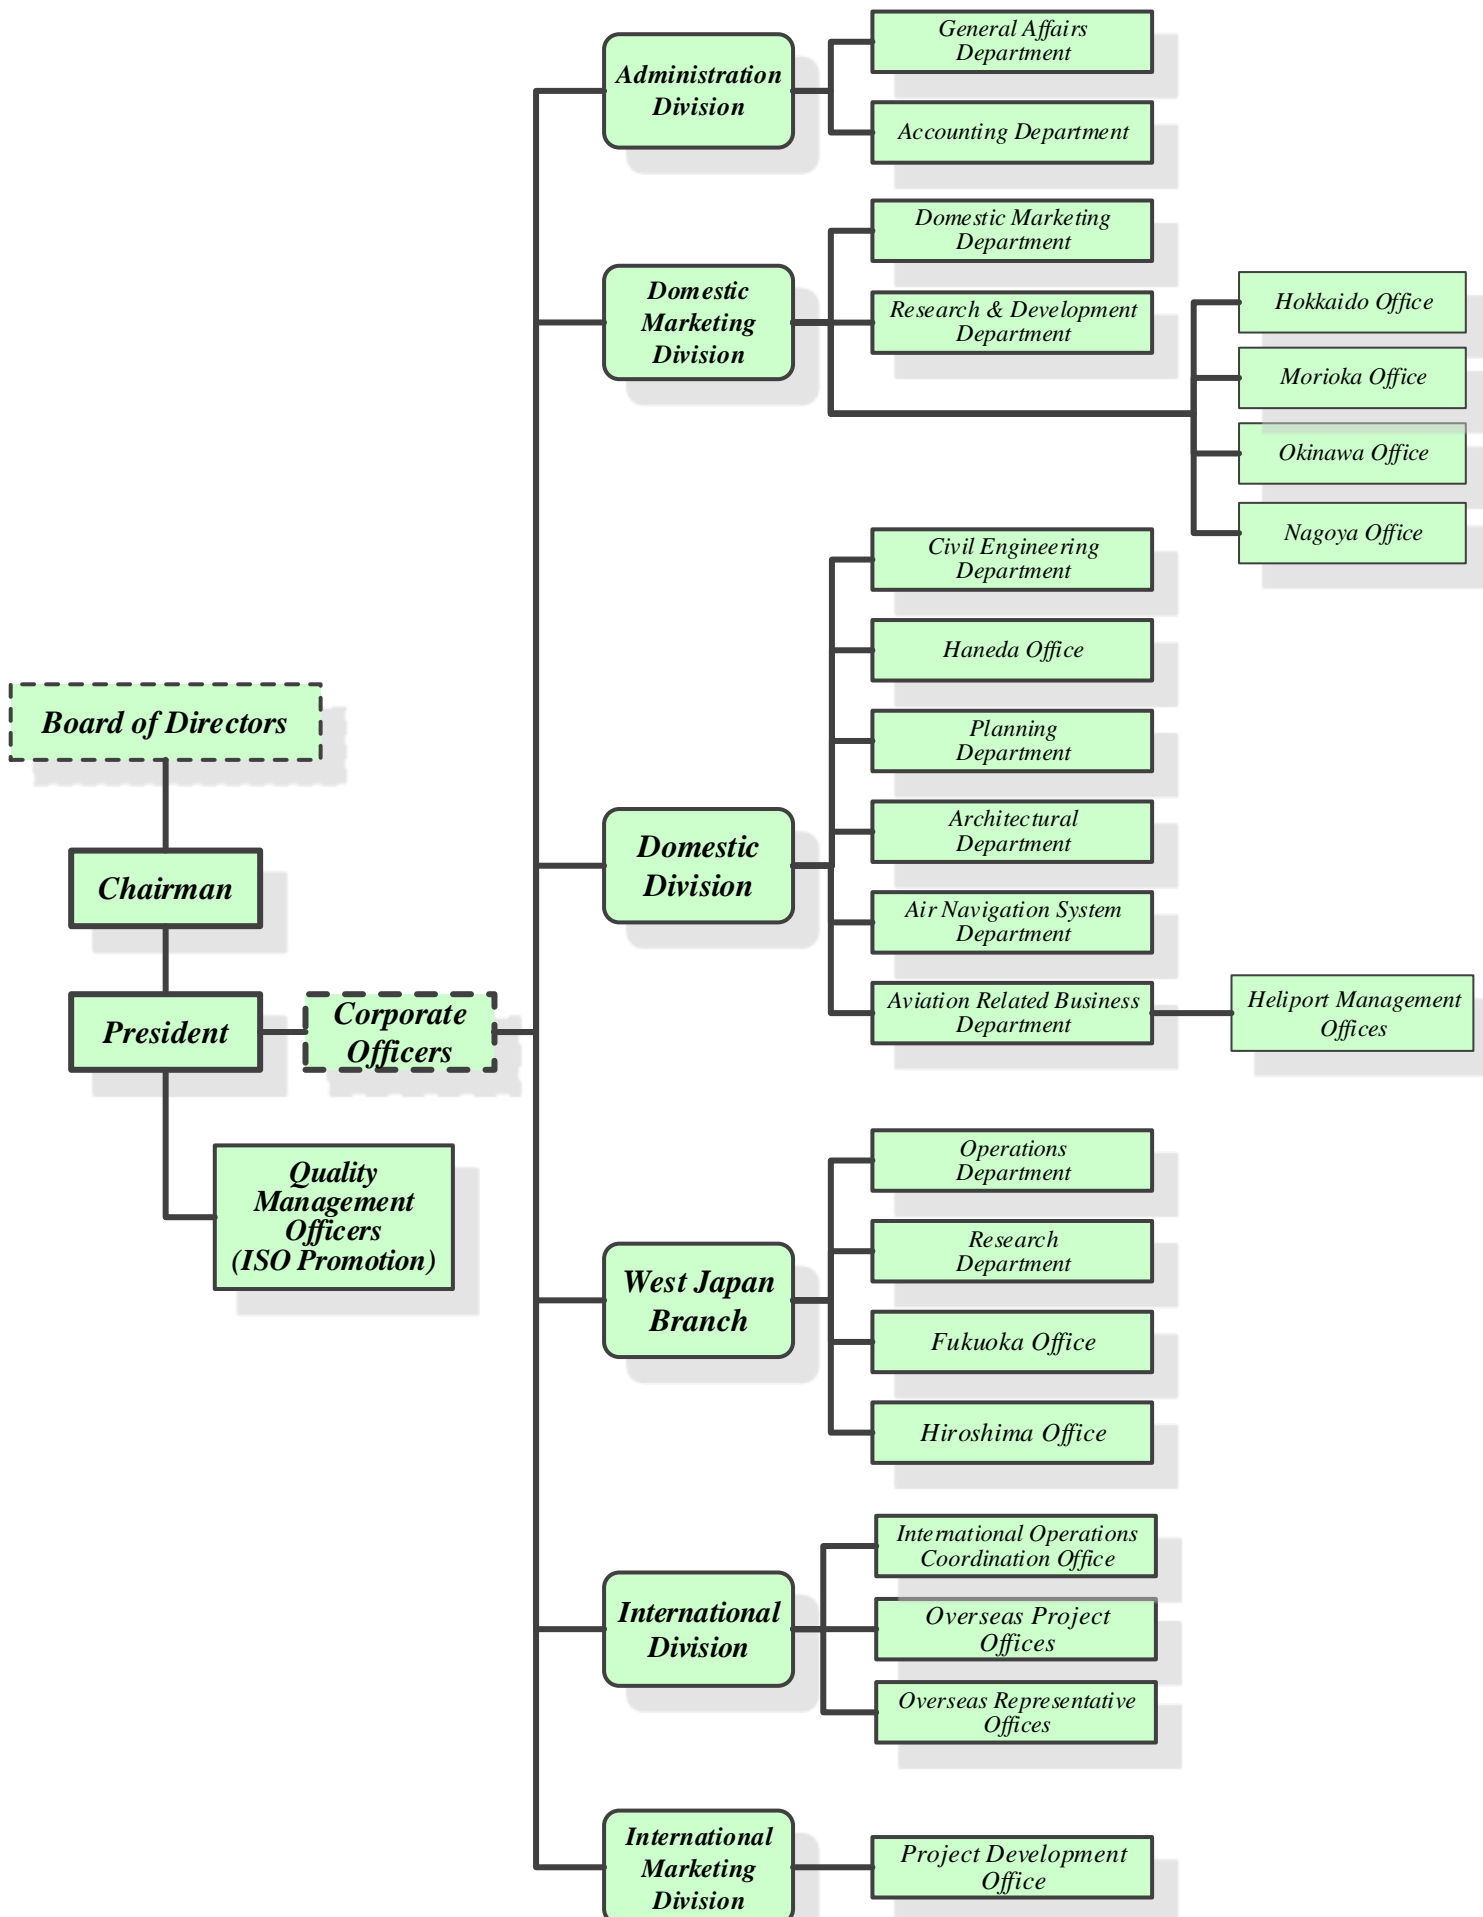 Board of Directors
Chairman
President
Corporate
Officers
Quality
Management
Officers
(ISO Promotion)
Administration
Division
General Affairs
Department
Accounting Department
Domestic
Marketing
Division
Domestic Marketing
Department
Research & Development
Department
Hokkaido Office
Morioka Office
Okinawa Office
Nagoya Office
Domestic
Division
Civil Engineering
Department
Haneda Office
Planning
Department
Architectural
Department
Air Navigation System
Department
Aviation Related Business
Department
Heliport Management
Offices
West Japan
Branch
Operations
Department
Research
Department
Fukuoka Office
Hiroshima Office
International
Division
International Operations
Coordination Office
Overseas Project
Offices
Overseas Representative
Offices
International
Marketing
Division
Project Development
Office